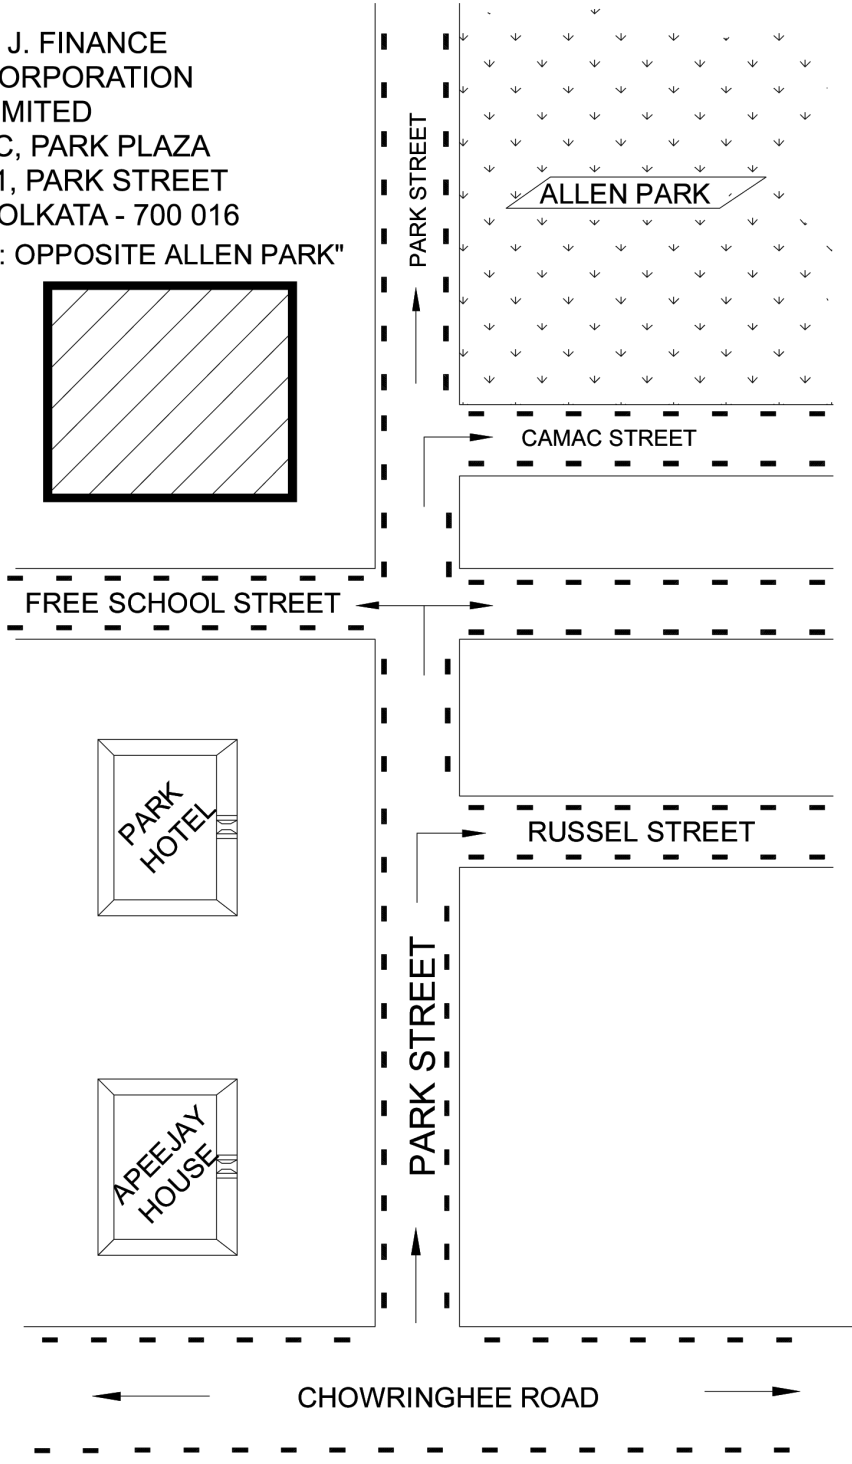 J. FINANCE
ORPORATION
MITED
C, PARK PLAZA
1, PARK STREET
OLKATA - 700 016
: OPPOSITE ALLEN PARK"
PARK STREET
ALLEN PARK
CAMAC STREET
FREE SCHOOL STREET
PARK
HOTEL
RUSSEL STREET
PARK STREET
APEEJAY
HOUSE
CHOWRINGHEE ROAD